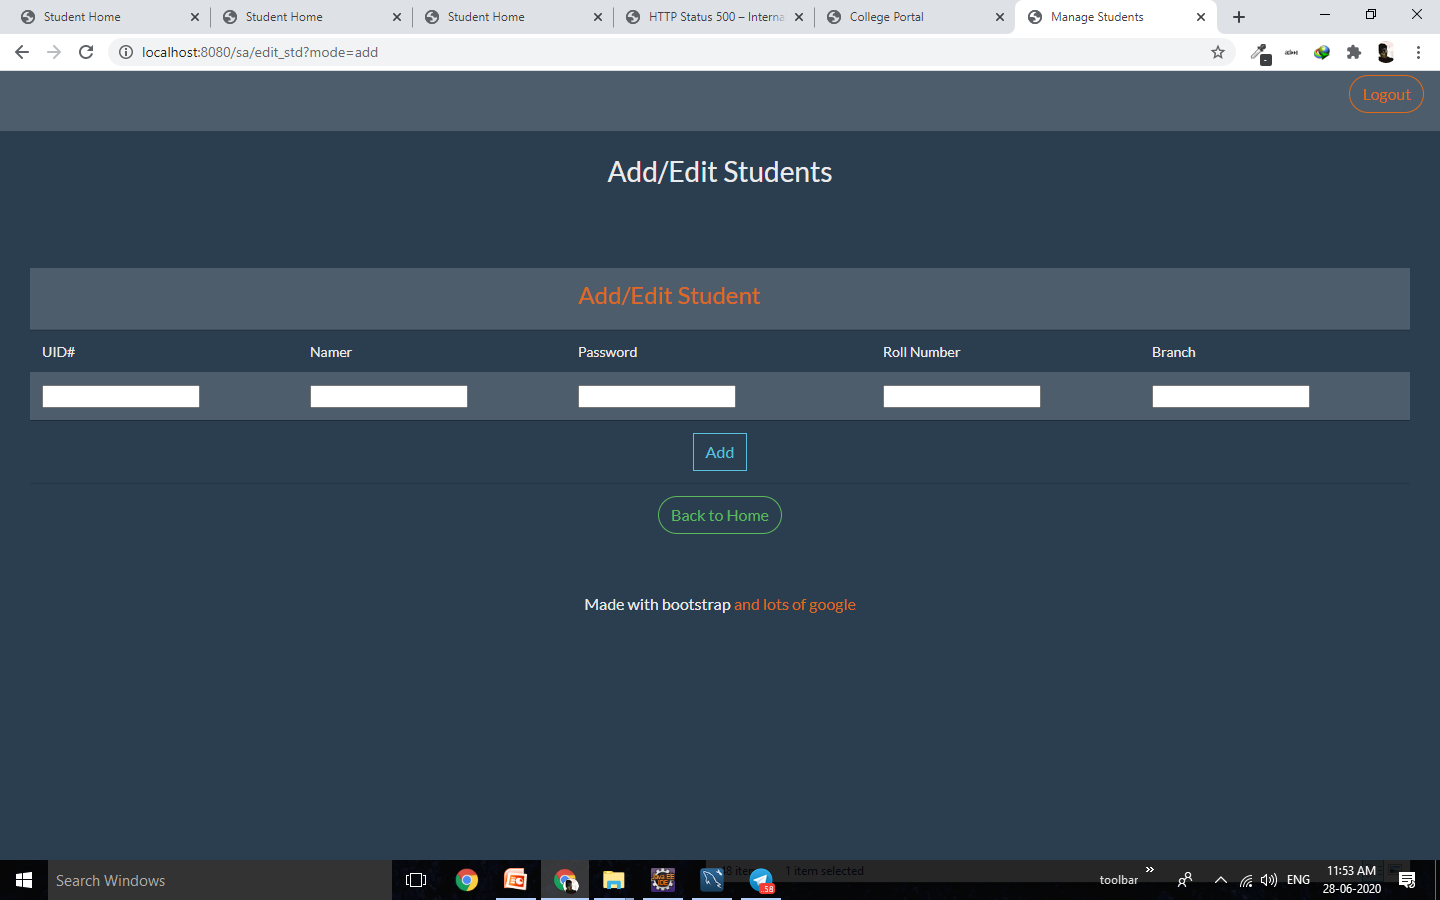 Student Home
Student Home
Student Home
HTTP Status 500 – Interna
College Portal
Manage Students
localhost:8080/sa/edit_std?mode=add
Logout
Add/Edit Students
Add/Edit Student
UID# Namer Password Roll Number Branch
Add
Back to Home
Made with bootstrap and lots of google
Search Windows
1 item selected
toolbar
ENG
11:53 AM
28-06-2020
58